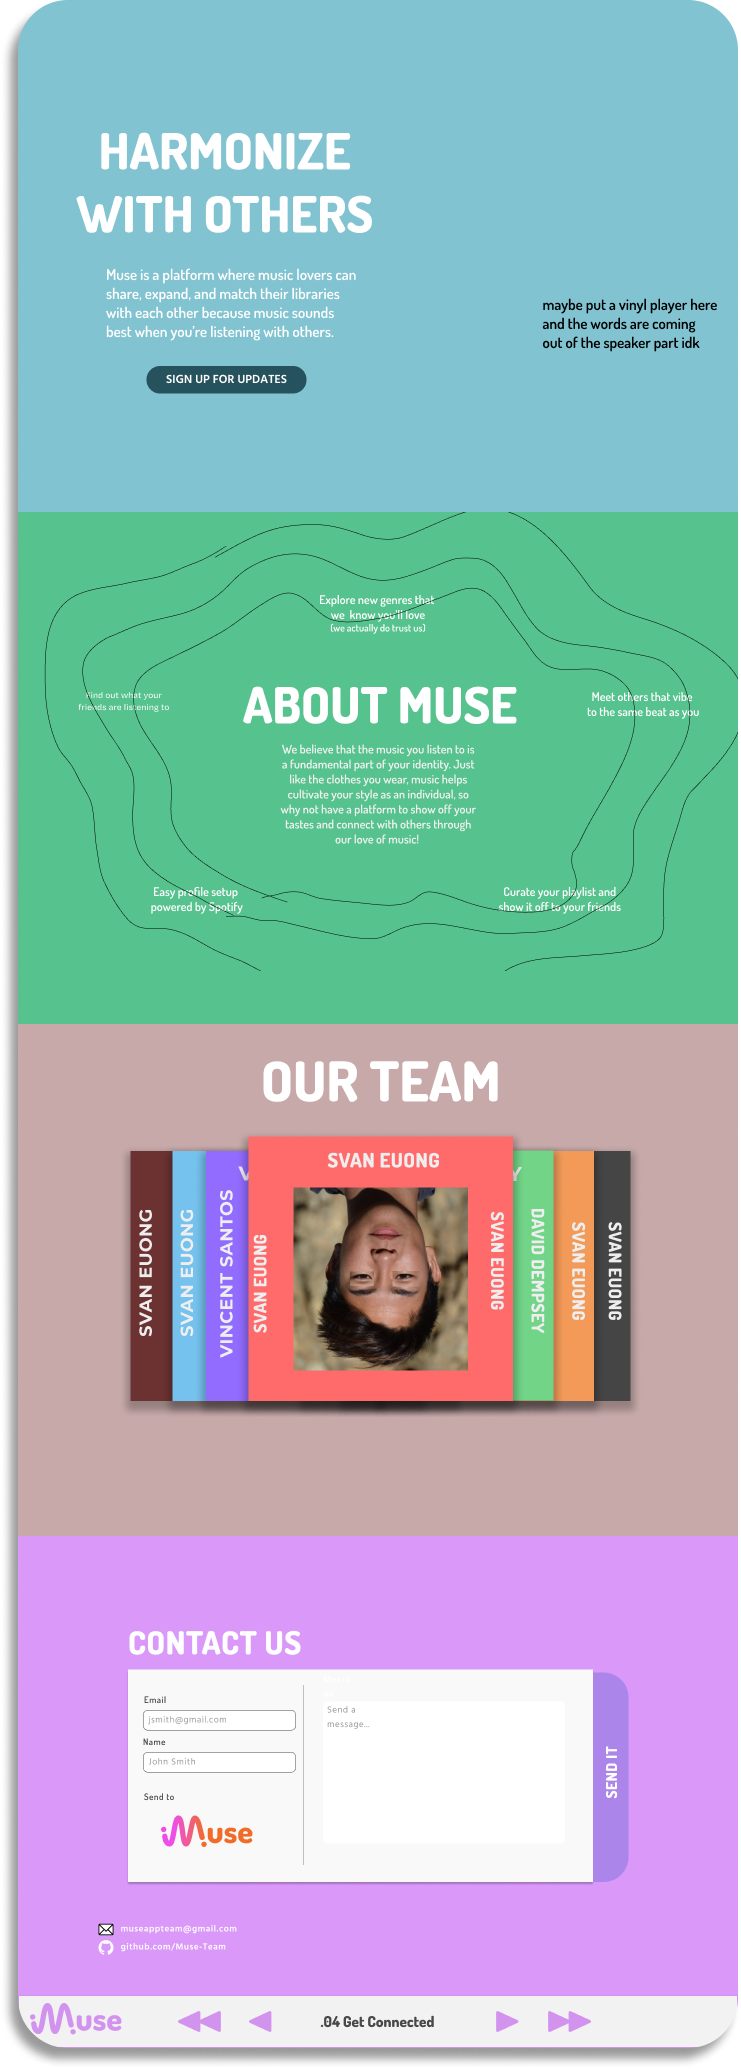 HARMONIZE
WITH OTHERS
Muse is a platform where music lovers can
share, expand, and match their libraries
with each other because music sounds
best when you're listening with others.
SIGN UP FOR UPDATES
maybe put a vinyl player here
and the words are coming
out of the speaker part idk
Explore new genres that
we know you'll love
(we actually do trust us)
Find out what your
friends are listening to
Meet others that vibe
to the same beat as you
ABOUT MUSE
We believe that the music you listen to is
a fundamental part of your identity. Just
like the clothes you wear, music helps
cultivate your style as an individual, so
why not have a platform to show off your
tastes and connect with others through
our love of music!
Easy profile setup
powered by Spotify
Curate your playlist and
show it off to your friends
OUR TEAM
SVAN EUONG
SVAN EUONG
VINCENT SANTOS
SVAN EUONG
SVAN EUONG
SVAN EUONG
DAVID DEMPSEY
SVAN EUONG
SVAN EUONG
CONTACT US
Email
jsmith@gmail.com
Name
John Smith
Send to
Muse
Send a
message...
SEND IT
museappteam@gmail.com
github.com/Muse-Team
Muse
.04 Get Connected